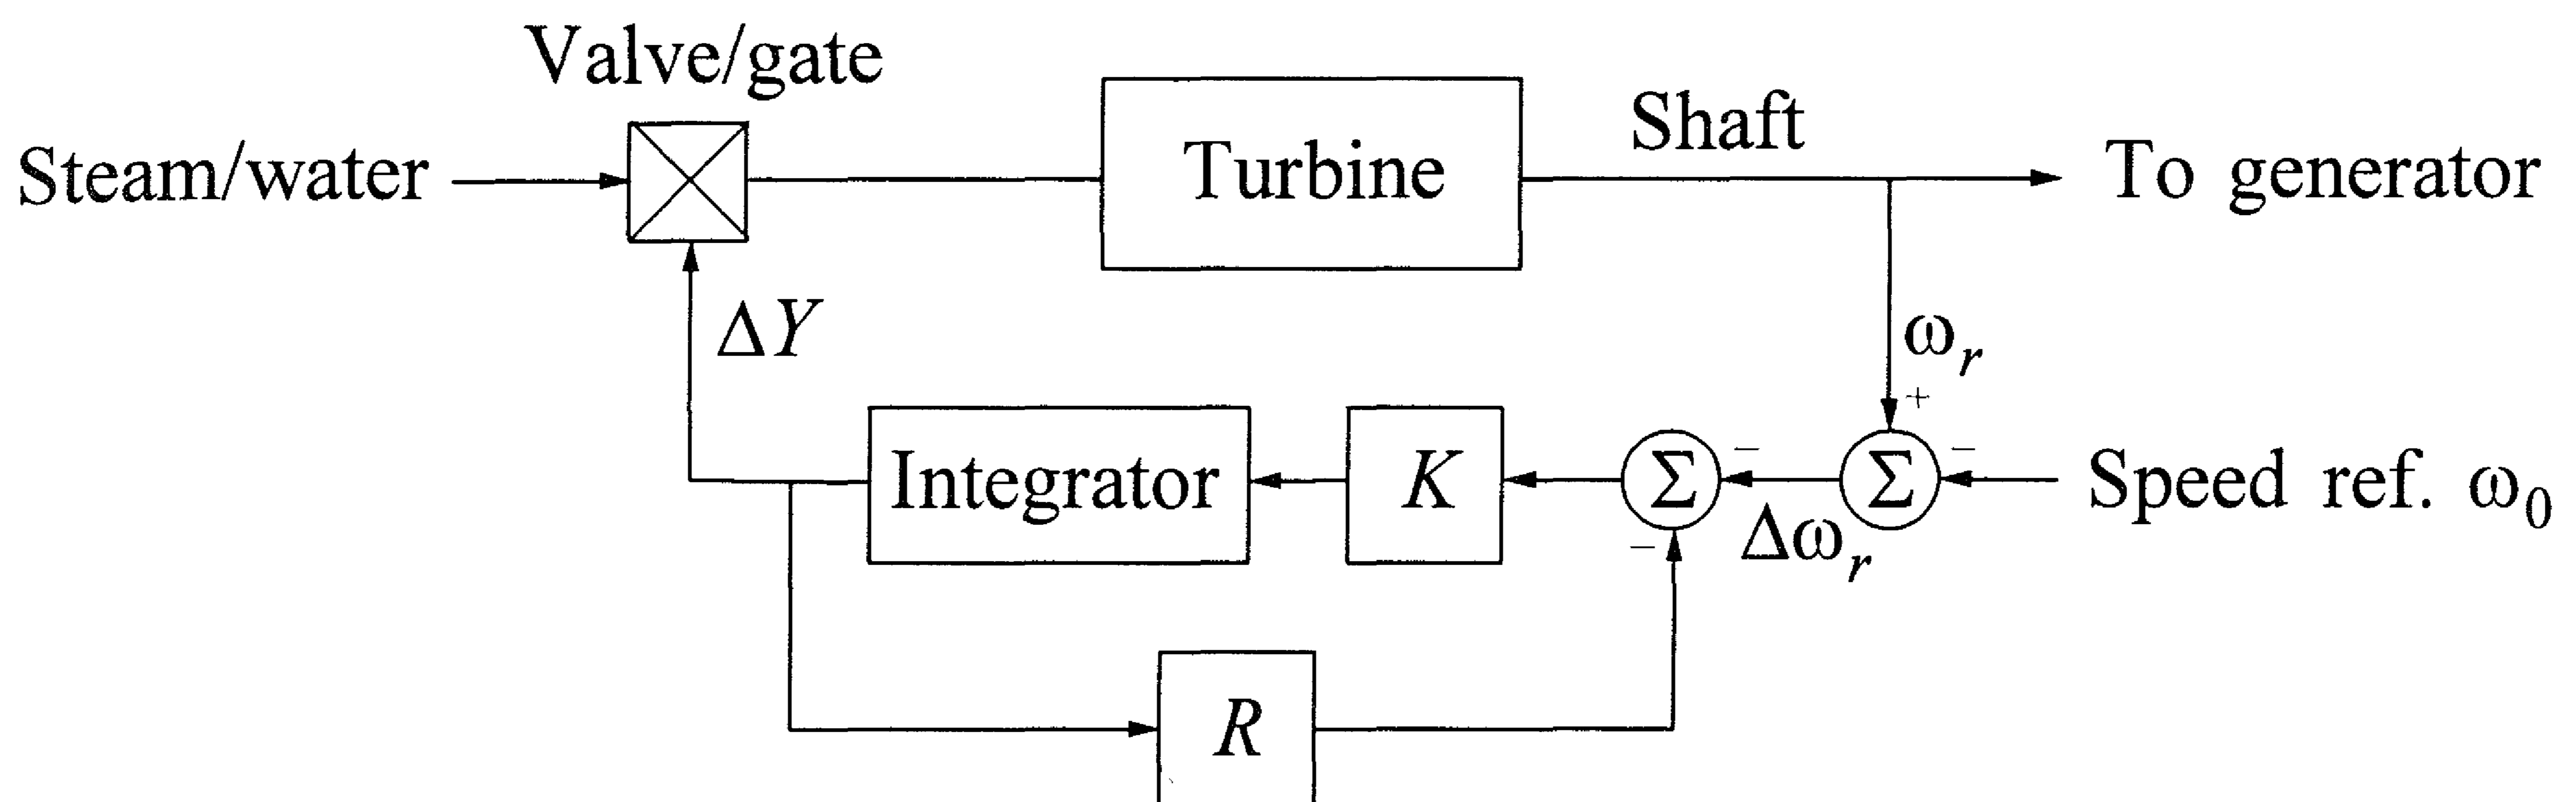 Valve/gate
Steam/water
Turbine
Shaft
To generator
ΔY
ω_r
+
Integrator
K
Σ
−
Σ
−
Speed ref. ω_0
−
Δω_r
R